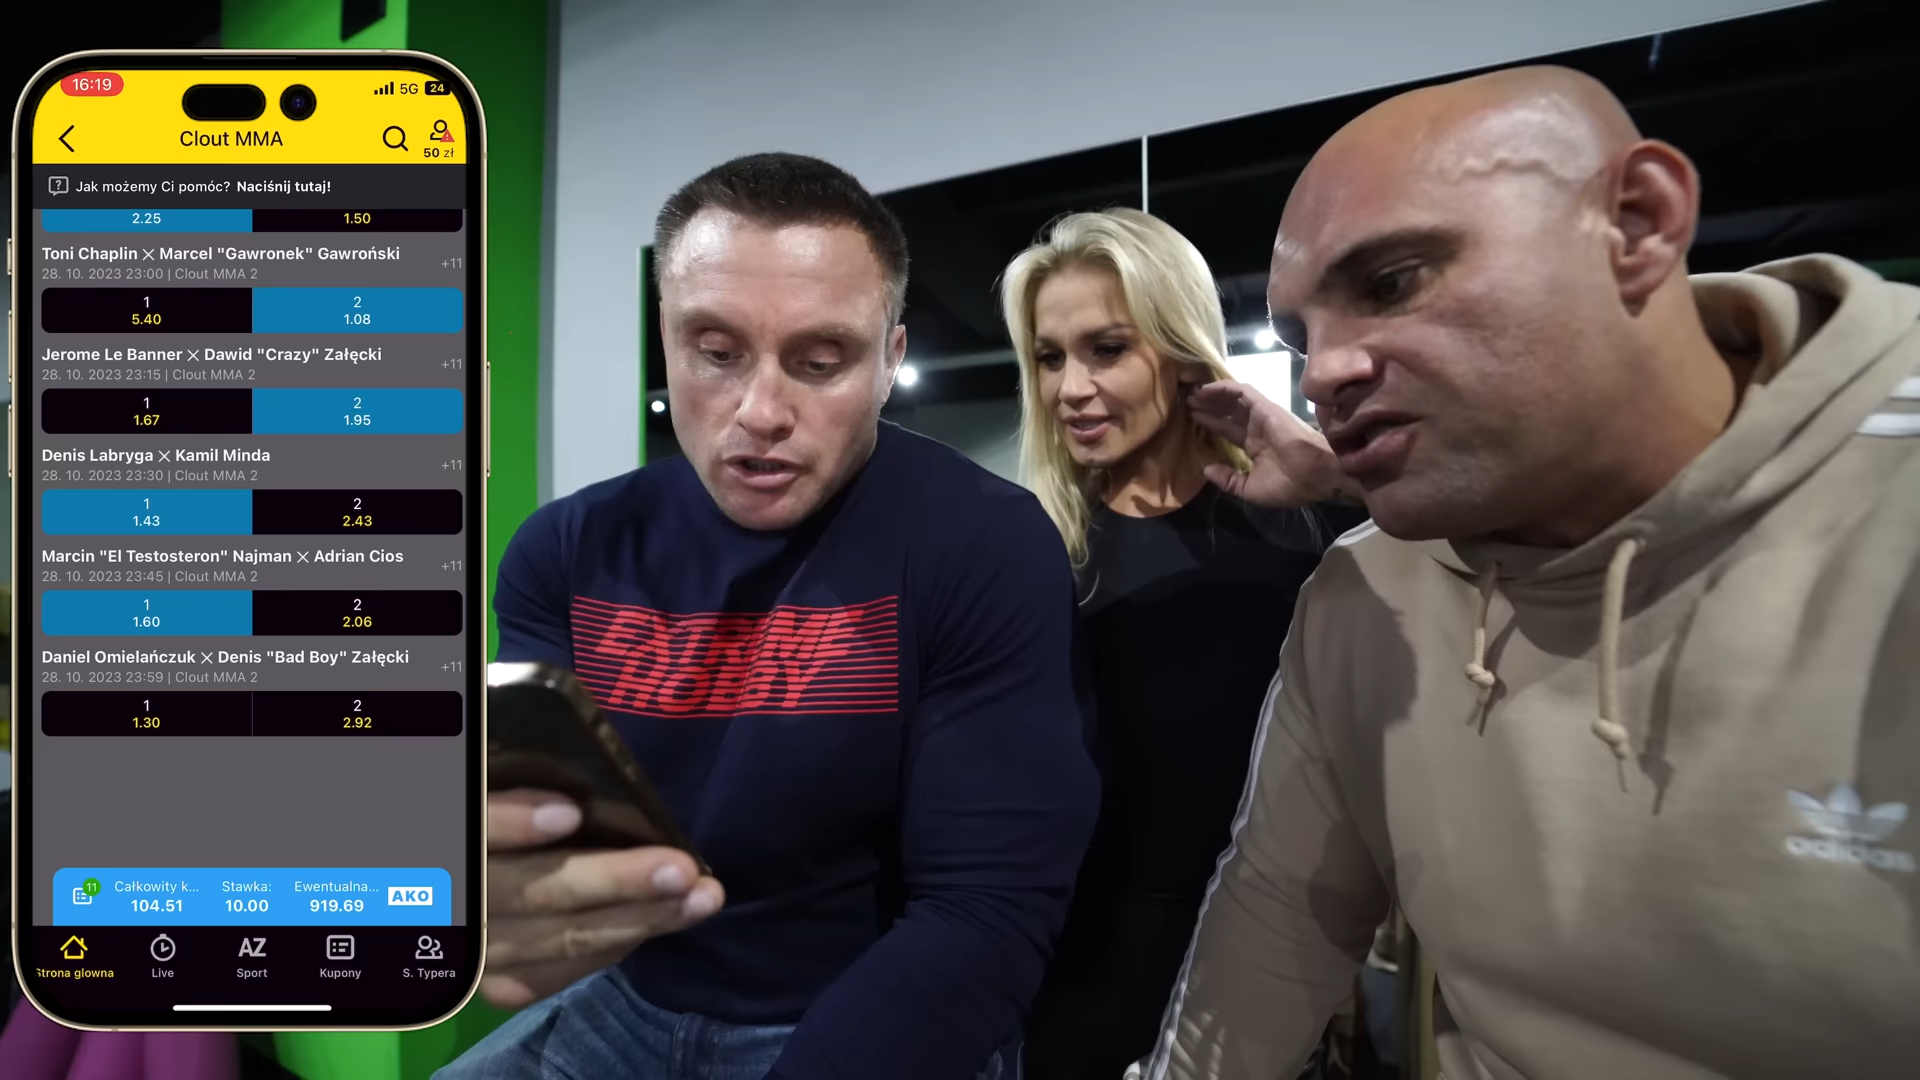 16:19
5G 24
Clout MMA
50 zł
Jak możemy Ci pomóc? Naciśnij tutaj!
2.25 1.50
Toni Chaplin × Marcel "Gawronek" Gawroński
+11
28. 10. 2023 23:00 | Clout MMA 2
1 2
5.40 1.08
Jerome Le Banner × Dawid "Crazy" Załęcki
+11
28. 10. 2023 23:15 | Clout MMA 2
1 2
1.67 1.95
Denis Labryga × Kamil Minda
+11
28. 10. 2023 23:30 | Clout MMA 2
1 2
1.43 2.43
Marcin "El Testosteron" Najman × Adrian Cios
+11
28. 10. 2023 23:45 | Clout MMA 2
1 2
1.60 2.06
Daniel Omielańczuk × Denis "Bad Boy" Załęcki
+11
28. 10. 2023 23:59 | Clout MMA 2
1 2
1.30 2.92
11
Całkowity k... Stawka: Ewentualna...
104.51 10.00 919.69 AKO
AZ
Strona glowna Live Sport Kupony S. Typera
adidas